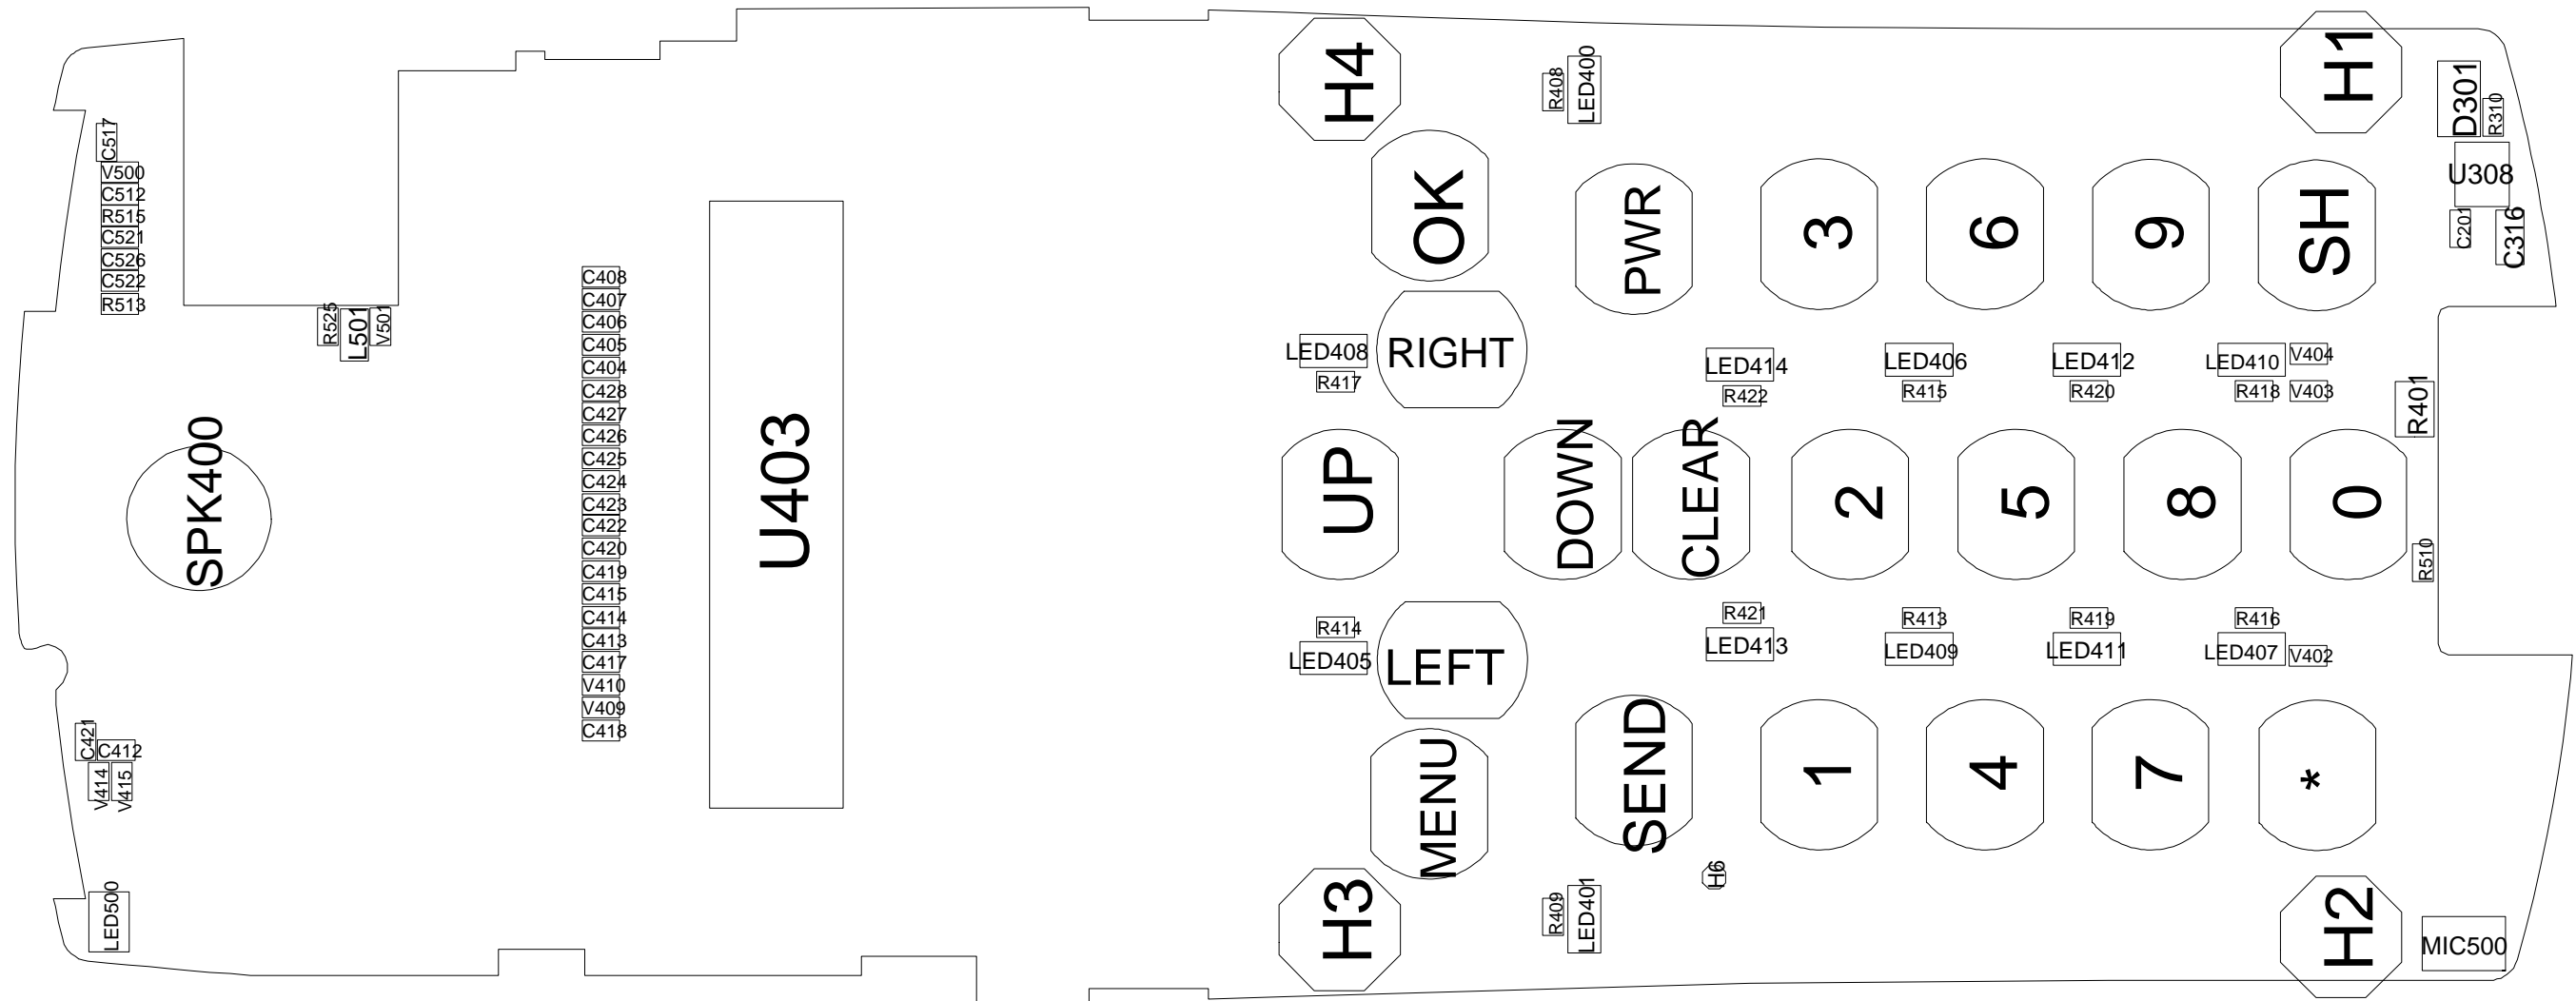 C517
V500
C512
R515
C521
C526
C522
R513
R525
L501
V501
SPK400
C421
C412
V414
V415
LED500
C408
C407
C406
C405
C404
C428
C427
C426
C425
C424
C423
C422
C420
C419
C415
C414
C413
C417
V410
V409
C418
U403
H4
R408
LED400
OK
RIGHT
LED408
R417
UP
DOWN
CLEAR
R414
LED405
LEFT
MENU
H3
R409
LED401
PWR
3
6
9
SH
LED414
R422
LED406
R415
LED412
R420
LED410
R418
V404
V403
2
5
8
0
R421
LED413
R413
LED409
R419
LED411
R416
LED407
V402
SEND
1
4
7
*
H6
H2
MIC500
H1
D301
R310
U308
C201
C316
R401
R510